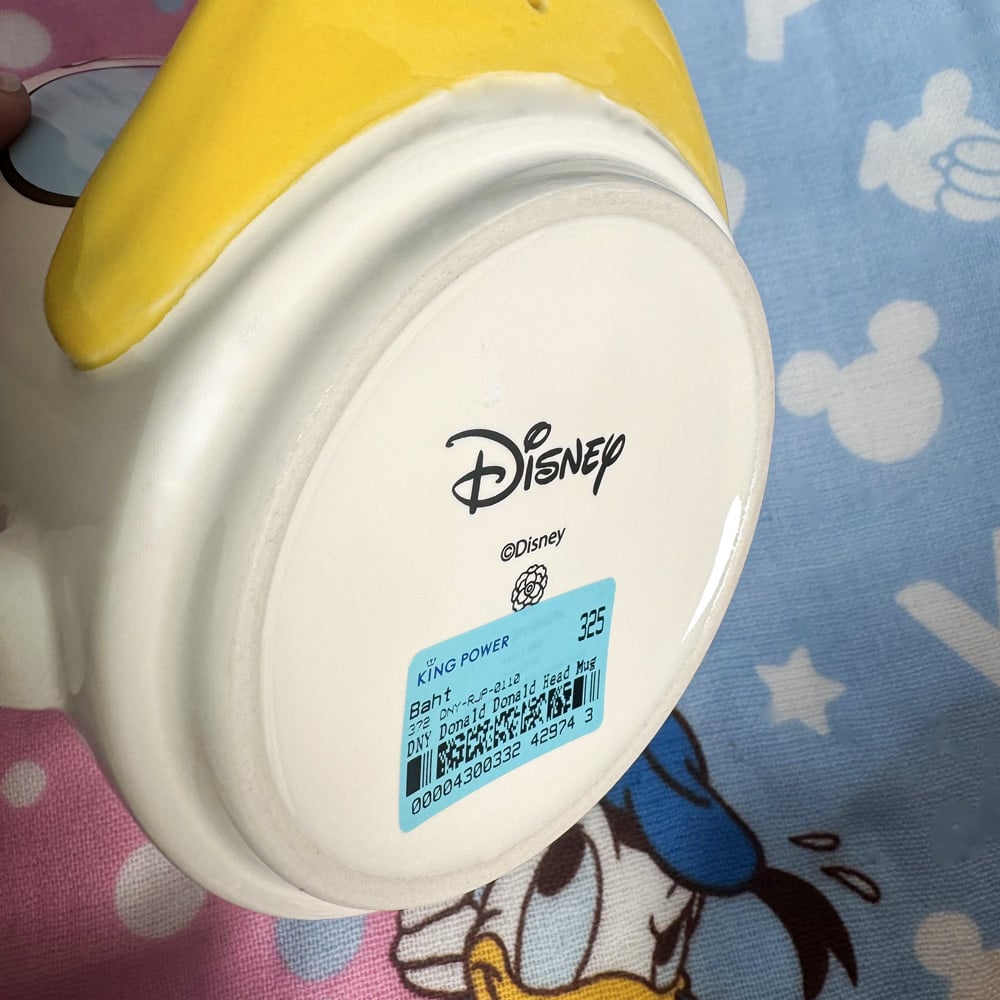 Disney
©Disney
KING POWER
325
Baht
372 DNY-RJP-0110
DNY Donald Donald Head Mug
00004300332 42974 3